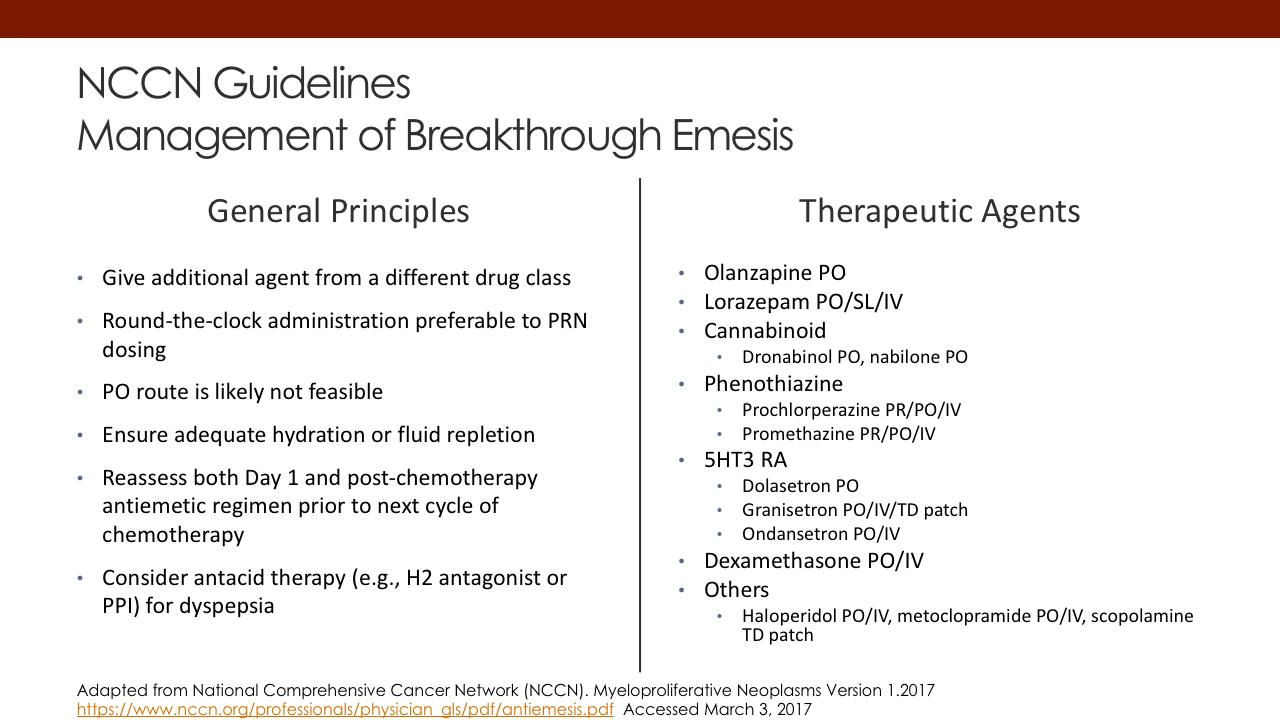 NCCN Guidelines
Management of Breakthrough Emesis
General Principles
• Give additional agent from a different drug class
• Round-the-clock administration preferable to PRN
dosing
• PO route is likely not feasible
• Ensure adequate hydration or fluid repletion
• Reassess both Day 1 and post-chemotherapy
antiemetic regimen prior to next cycle of
chemotherapy
• Consider antacid therapy (e.g., H2 antagonist or
PPI) for dyspepsia
Therapeutic Agents
• Olanzapine PO
• Lorazepam PO/SL/IV
• Cannabinoid
• Dronabinol PO, nabilone PO
• Phenothiazine
• Prochlorperazine PR/PO/IV
• Promethazine PR/PO/IV
• 5HT3 RA
• Dolasetron PO
• Granisetron PO/IV/TD patch
• Ondansetron PO/IV
• Dexamethasone PO/IV
• Others
• Haloperidol PO/IV, metoclopramide PO/IV, scopolamine
TD patch
Adapted from National Comprehensive Cancer Network (NCCN). Myeloproliferative Neoplasms Version 1.2017
https://www.nccn.org/professionals/physician_gls/pdf/antiemesis.pdf Accessed March 3, 2017